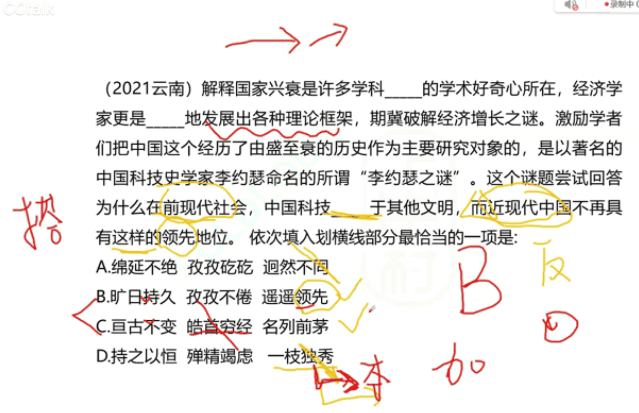 CCtalk
录制中
（2021云南）解释国家兴衰是许多学科_____的学术好奇心所在，经济学
家更是_____地发展出各种理论框架，期冀破解经济增长之谜。激励学者
们把中国这个经历了由盛至衰的历史作为主要研究对象的，是以著名的
中国科技史学家李约瑟命名的所谓“李约瑟之谜”。这个谜题尝试回答
为什么在前现代社会，中国科技_____于其他文明，而近现代中国不再具
有这样的领先地位。 依次填入划横线部分最恰当的一项是:
搭
A.绵延不绝 孜孜矻矻 迥然不同
反
B.旷日持久 孜孜不倦 遥遥领先
B
C.亘古不变 皓首穷经 名列前茅
D.持之以恒 殚精竭虑 一枝独秀
本
加